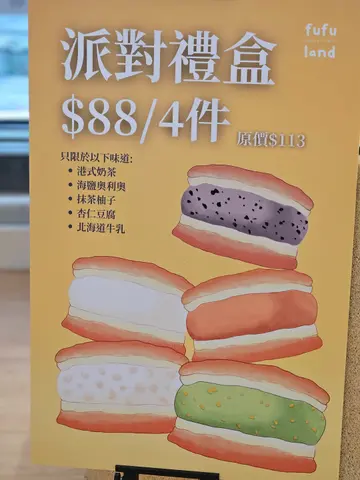 fufu
land
派對禮盒
$88/4件
原價$113
只限於以下味道:
• 港式奶茶
• 海鹽奧利奧
• 抹茶柚子
• 杏仁豆腐
• 北海道牛乳